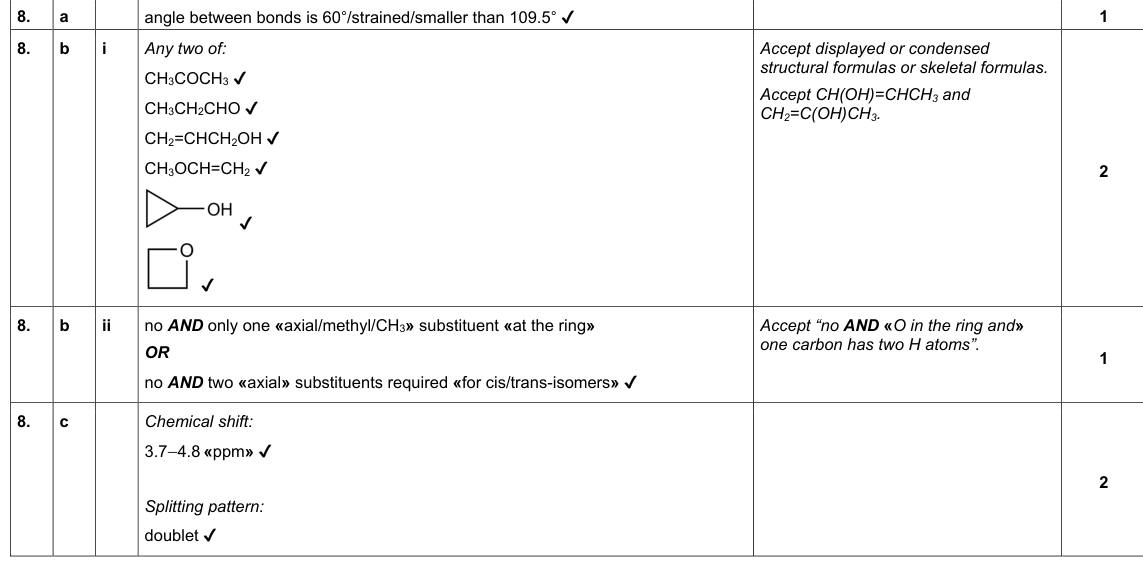 8. a angle between bonds is 60°/strained/smaller than 109.5° ✓ 1
8. b i Any two of:
CH₃COCH₃ ✓
CH₃CH₂CHO ✓
CH₂=CHCH₂OH ✓
CH₃OCH=CH₂ ✓
OH ✓
O ✓
Accept displayed or condensed
structural formulas or skeletal formulas.
Accept CH(OH)=CHCH₃ and
CH₂=C(OH)CH₃.
2
8. b ii no AND only one «axial/methyl/CH₃» substituent «at the ring»
OR
no AND two «axial» substituents required «for cis/trans-isomers» ✓
Accept “no AND «O in the ring and»
one carbon has two H atoms”.
1
8. c Chemical shift:
3.7–4.8 «ppm» ✓
Splitting pattern:
doublet ✓
2